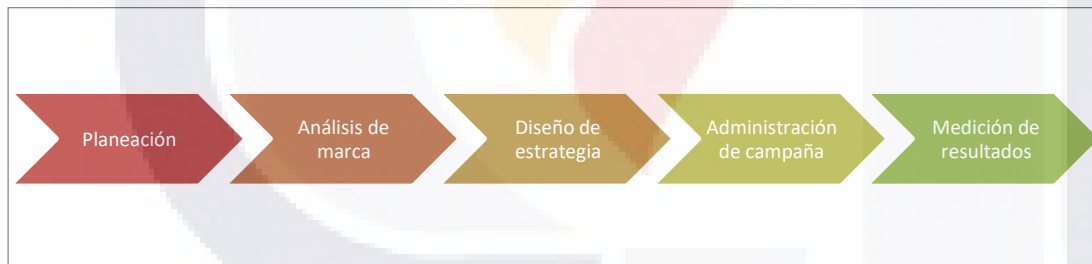 Planeación
Análisis de
marca
Diseño de
estrategia
Administración
de campaña
Medición de
resultados